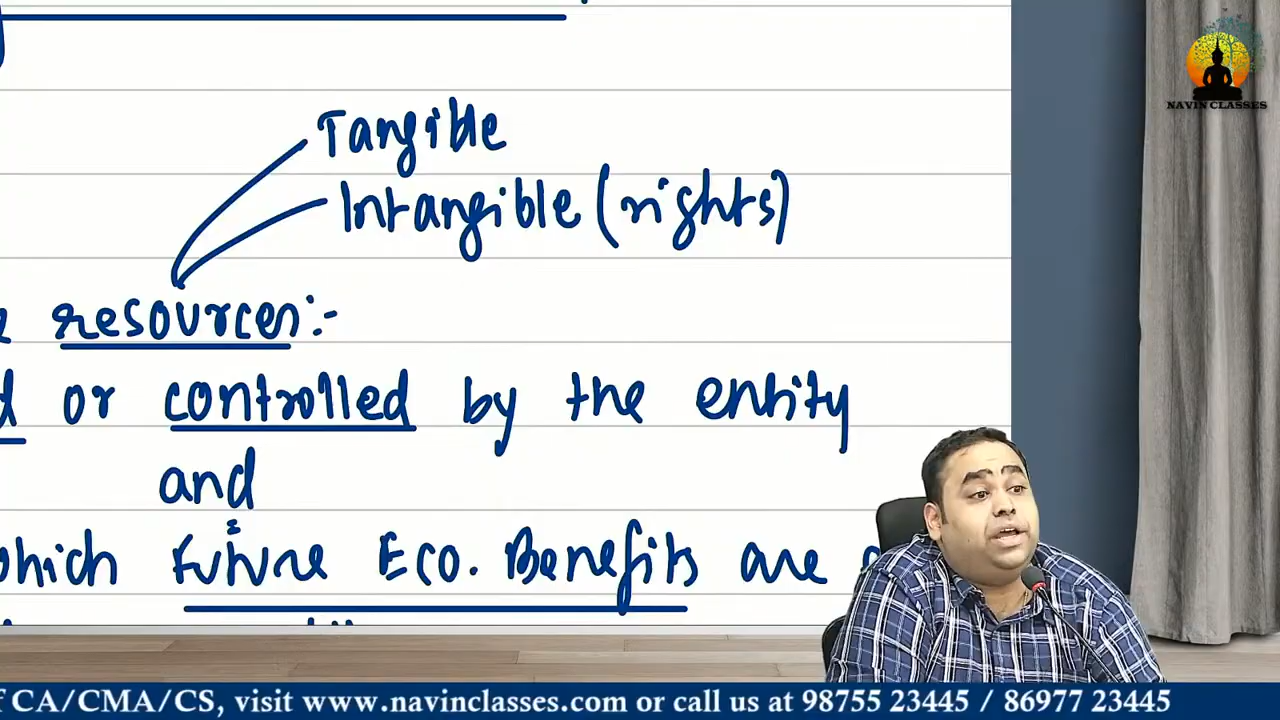 Tangible
Intangible (rights)
resources:-
or controlled by the entity
and
which future Eco. Benefits are
NAVIN CLASSES
f CA/CMA/CS, visit www.navinclasses.com or call us at 98755 23445 / 86977 23445